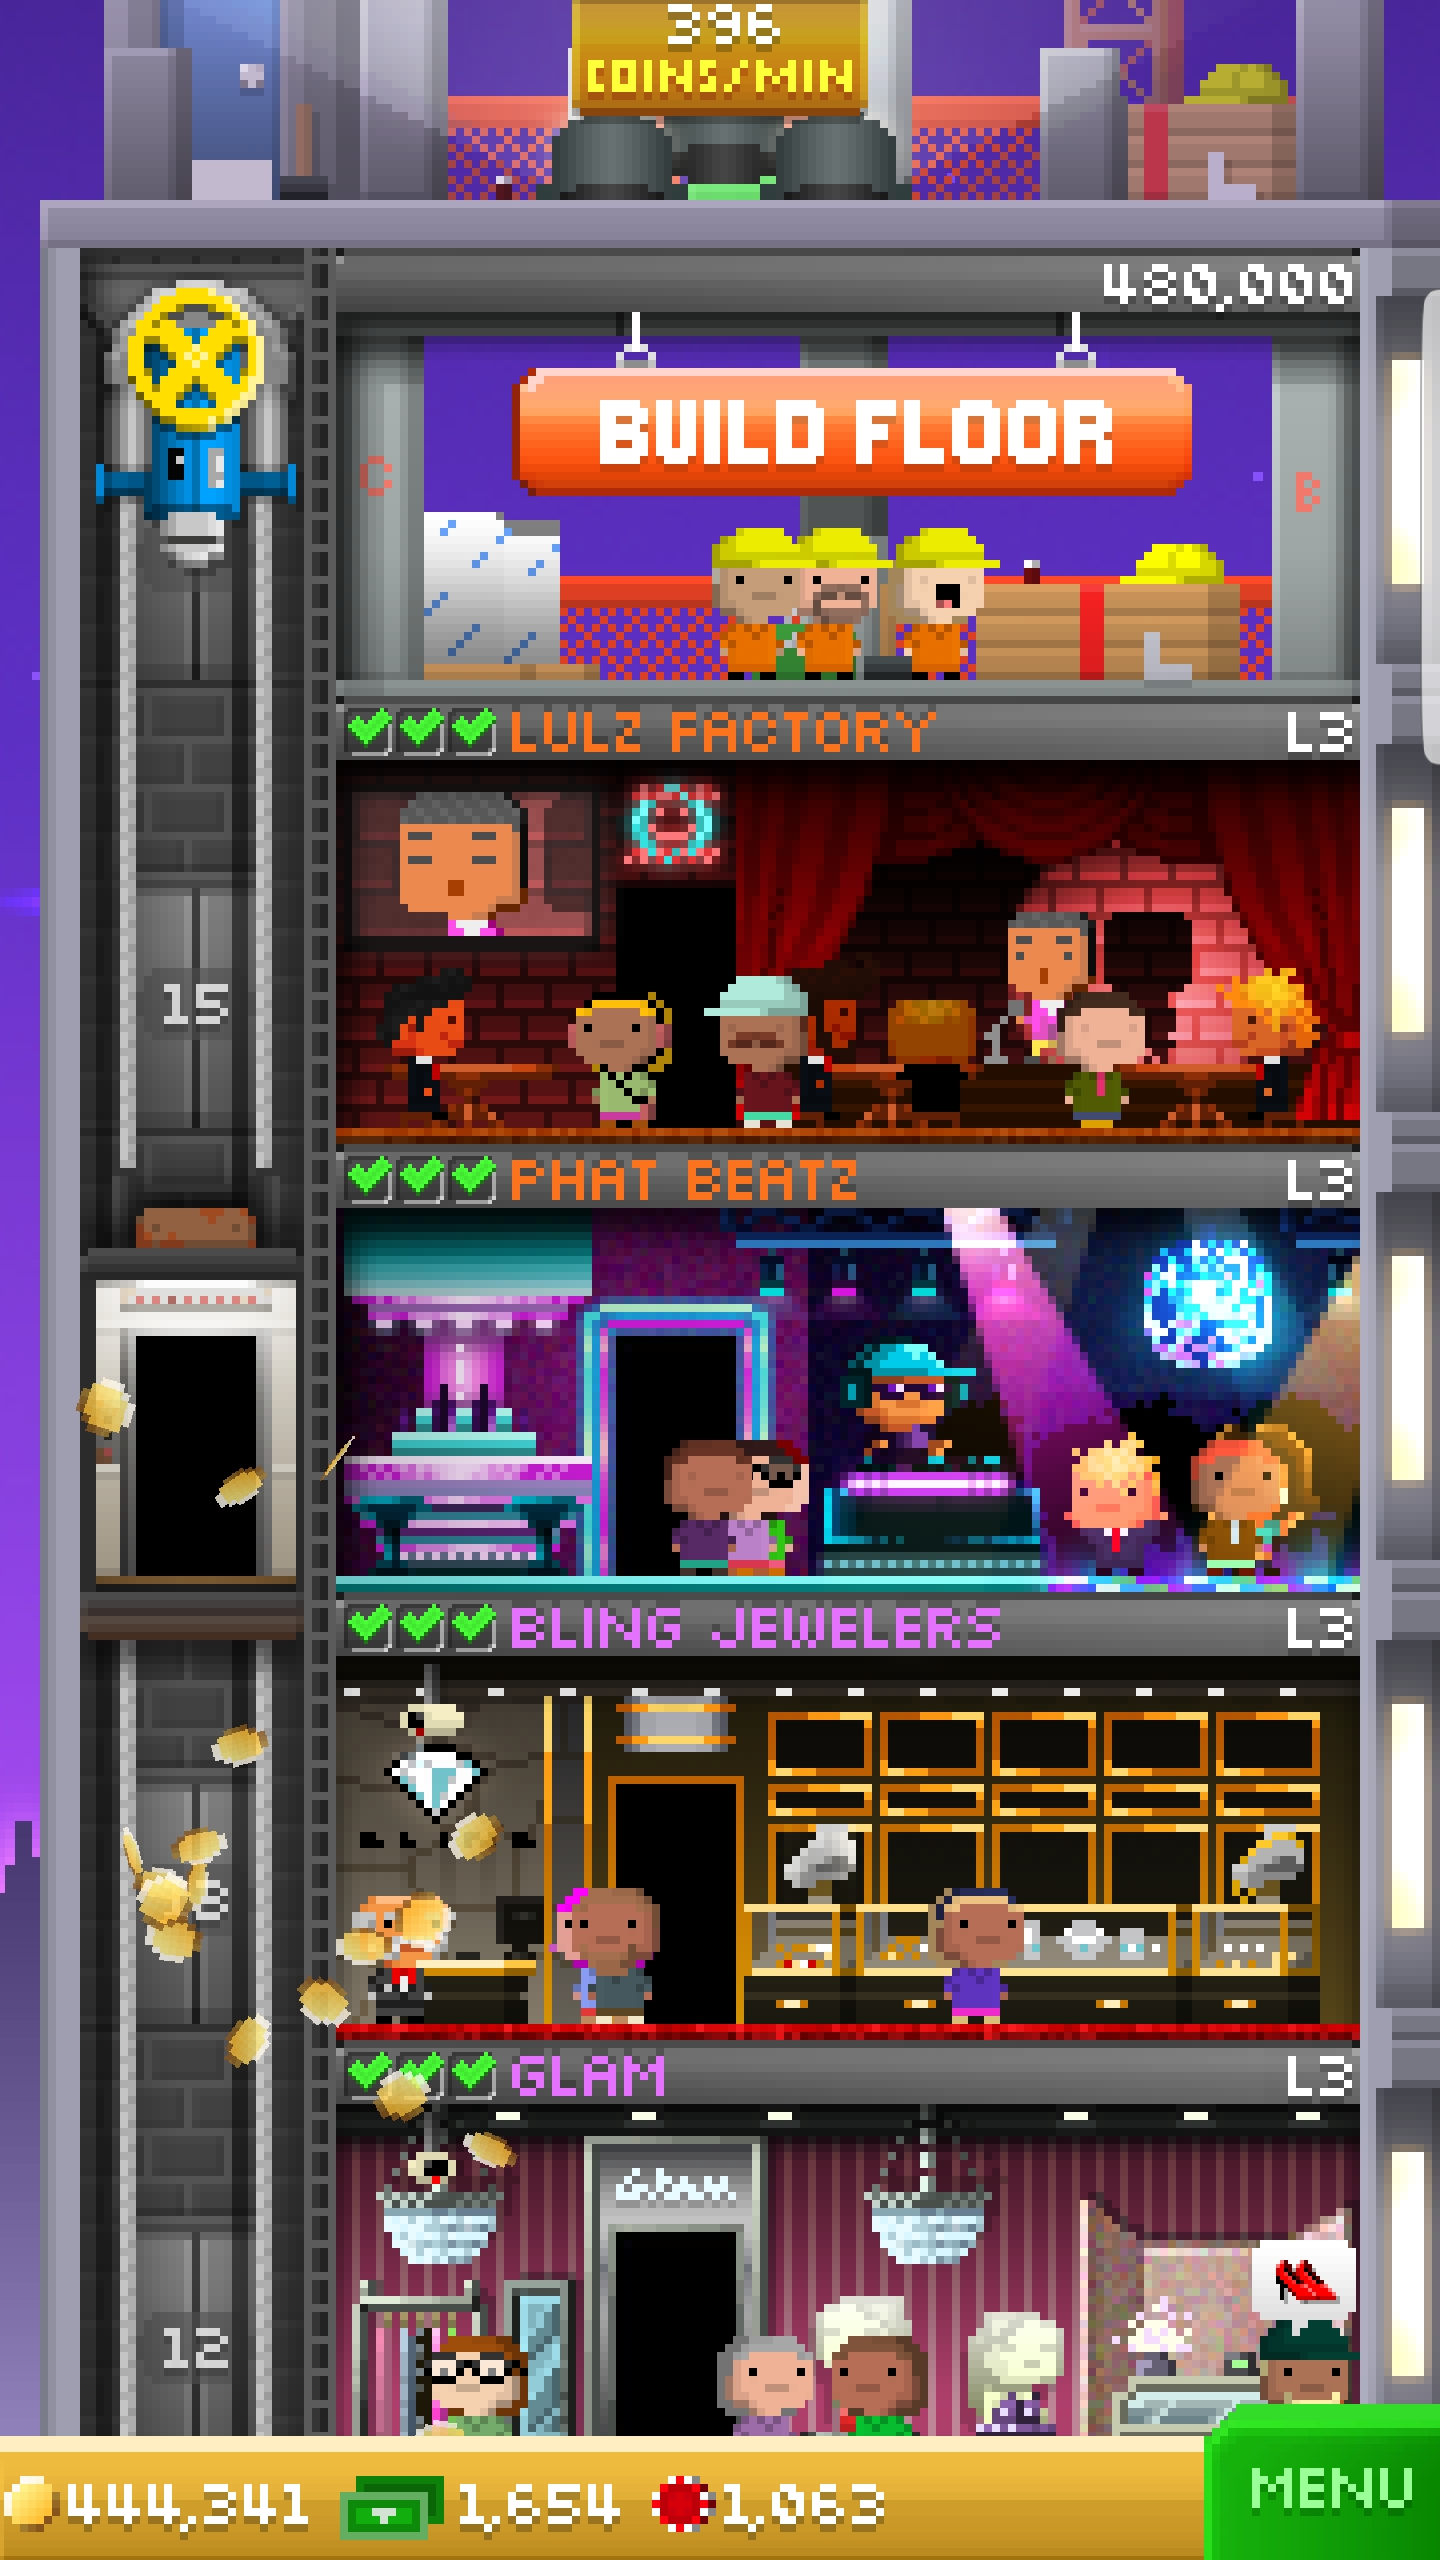 396
COINS/MIN
480,000
C
BUILD FLOOR
B
LULZ FACTORY L3
15
PHAT BEATZ L3
BLING JEWELERS L3
GLAM L3
Glam
12
444,341 1,654 1,063
MENU